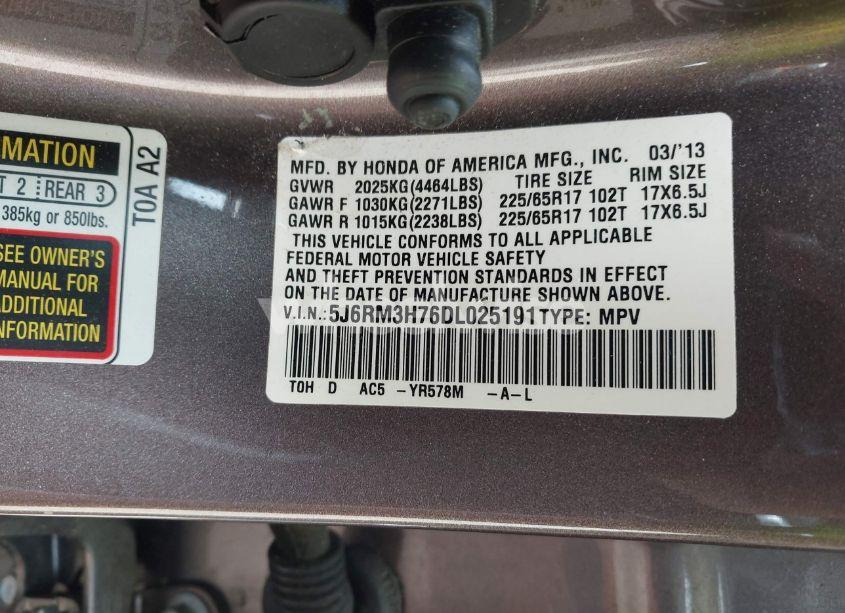 MATION
T 2 REAR 3
385kg or 850lbs.
SEE OWNER'S
MANUAL FOR
ADDITIONAL
INFORMATION
TOA A2
MFD. BY HONDA OF AMERICA MFG., INC. 03/'13
GVWR 2025KG(4464LBS) TIRE SIZE RIM SIZE
GAWR F 1030KG(2271LBS) 225/65R17 102T 17X6.5J
GAWR R 1015KG(2238LBS) 225/65R17 102T 17X6.5J
THIS VEHICLE CONFORMS TO ALL APPLICABLE
FEDERAL MOTOR VEHICLE SAFETY
AND THEFT PREVENTION STANDARDS IN EFFECT
ON THE DATE OF MANUFACTURE SHOWN ABOVE.
V.I.N.: 5J6RM3H76DL025191 TYPE: MPV
TOH D AC5 -YR578M -A-L